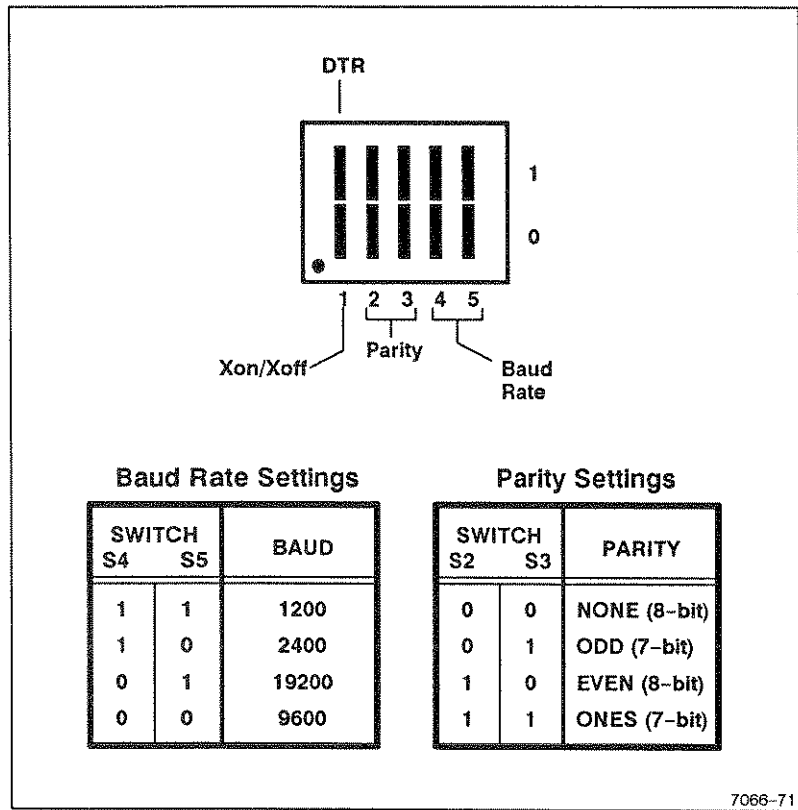 DTR
1
0
1 2 3 4 5
Xon/Xoff
Parity
Baud
Rate
Baud Rate Settings
SWITCH
S4 S5
BAUD
1 1 1200
1 0 2400
0 1 19200
0 0 9600
Parity Settings
SWITCH
S2 S3
PARITY
0 0 NONE (8-bit)
0 1 ODD (7-bit)
1 0 EVEN (8-bit)
1 1 ONES (7-bit)
7066-71